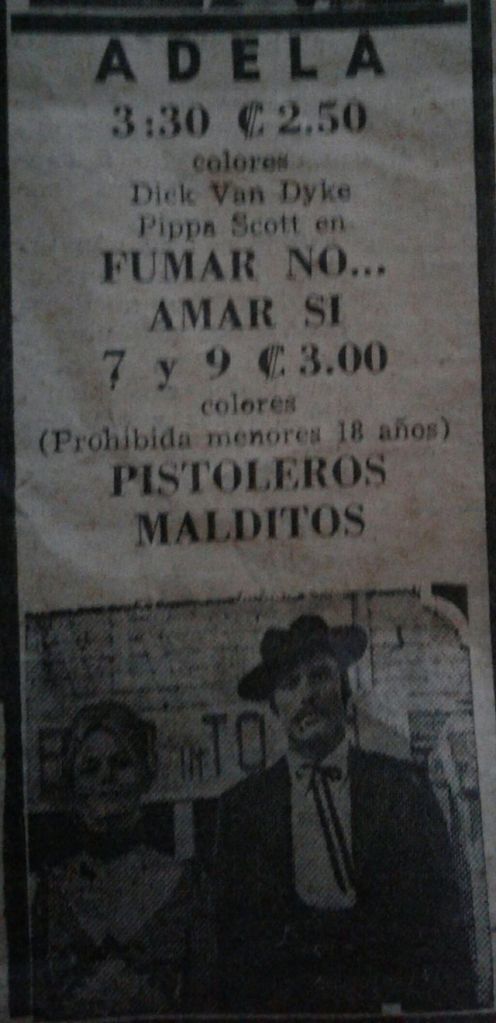 ADELA
3:30 ₡ 2.50
colores
Dick Van Dyke
Pippa Scott en
FUMAR NO...
AMAR SI
7 y 9 ₡ 3.00
colores
(Prohibida menores 18 años)
PISTOLEROS
MALDITOS
TO